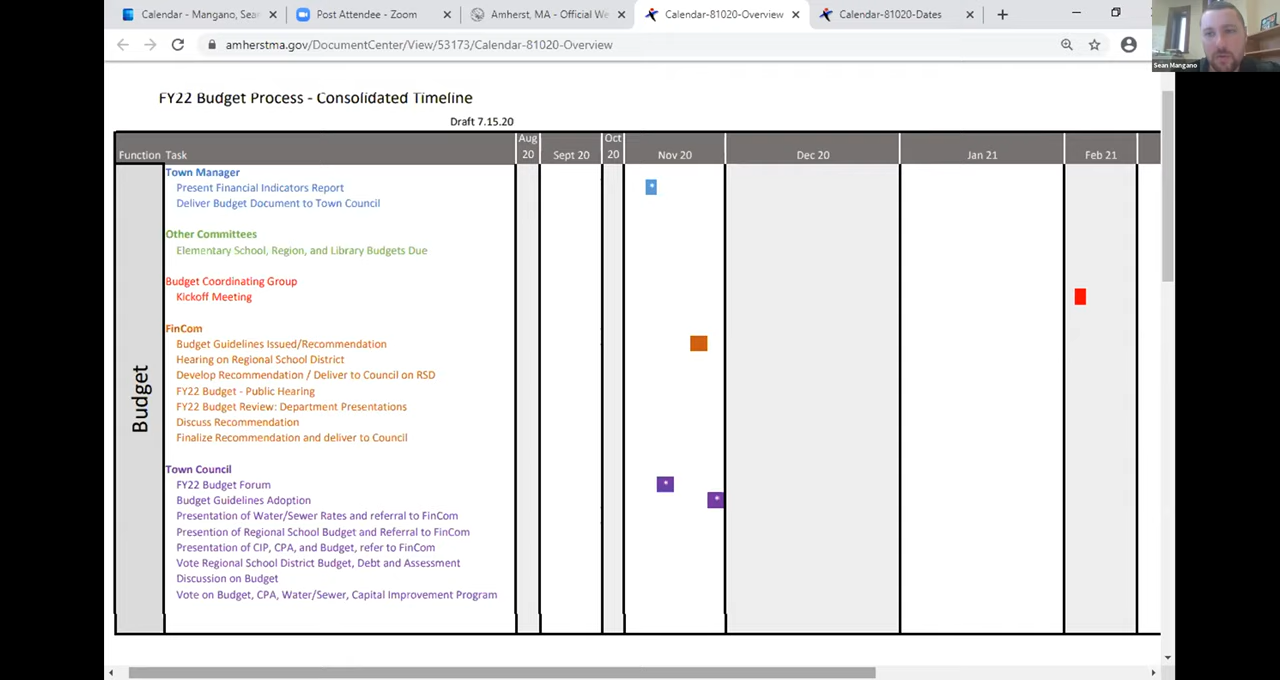 Calendar - Mangano, Sear
Post Attendee - Zoom
Amherst, MA - Official We
Calendar-81020-Overview
Calendar-81020-Dates
amherstma.gov/DocumentCenter/View/53173/Calendar-81020-Overview
Sean Mangano
FY22 Budget Process - Consolidated Timeline
Draft 7.15.20
Function Task
Aug 20
Sept 20
Oct 20
Nov 20
Dec 20
Jan 21
Feb 21
Budget
Town Manager
Present Financial Indicators Report
*
Deliver Budget Document to Town Council
Other Committees
Elementary School, Region, and Library Budgets Due
Budget Coordinating Group
Kickoff Meeting
FinCom
Budget Guidelines Issued/Recommendation
Hearing on Regional School District
Develop Recommendation / Deliver to Council on RSD
FY22 Budget - Public Hearing
FY22 Budget Review: Department Presentations
Discuss Recommendation
Finalize Recommendation and deliver to Council
Town Council
FY22 Budget Forum
*
Budget Guidelines Adoption
*
Presentation of Water/Sewer Rates and referral to FinCom
Presention of Regional School Budget and Referral to FinCom
Presentation of CIP, CPA, and Budget, refer to FinCom
Vote Regional School District Budget, Debt and Assessment
Discussion on Budget
Vote on Budget, CPA, Water/Sewer, Capital Improvement Program